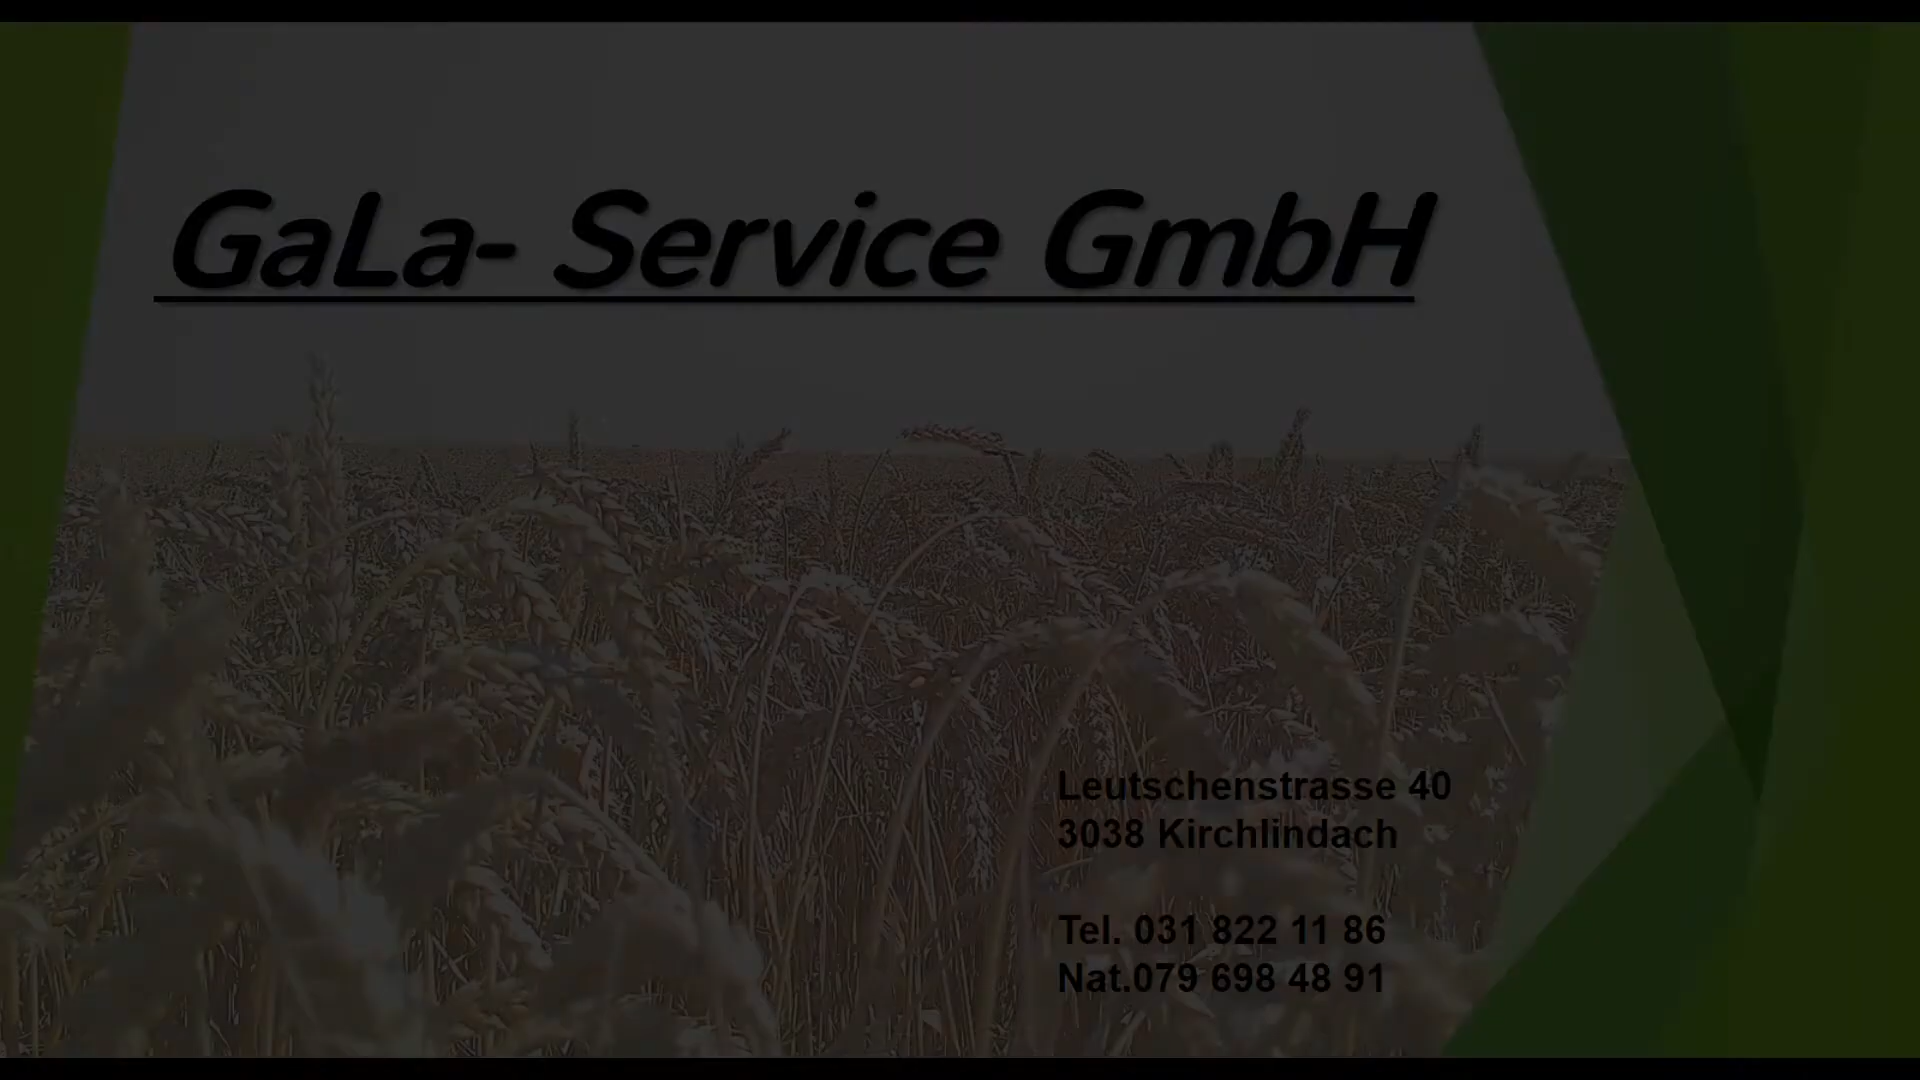 GaLa- Service GmbH
Leutschenstrasse 40
3038 Kirchlindach
Tel. 031 822 11 86
Nat.079 698 48 91